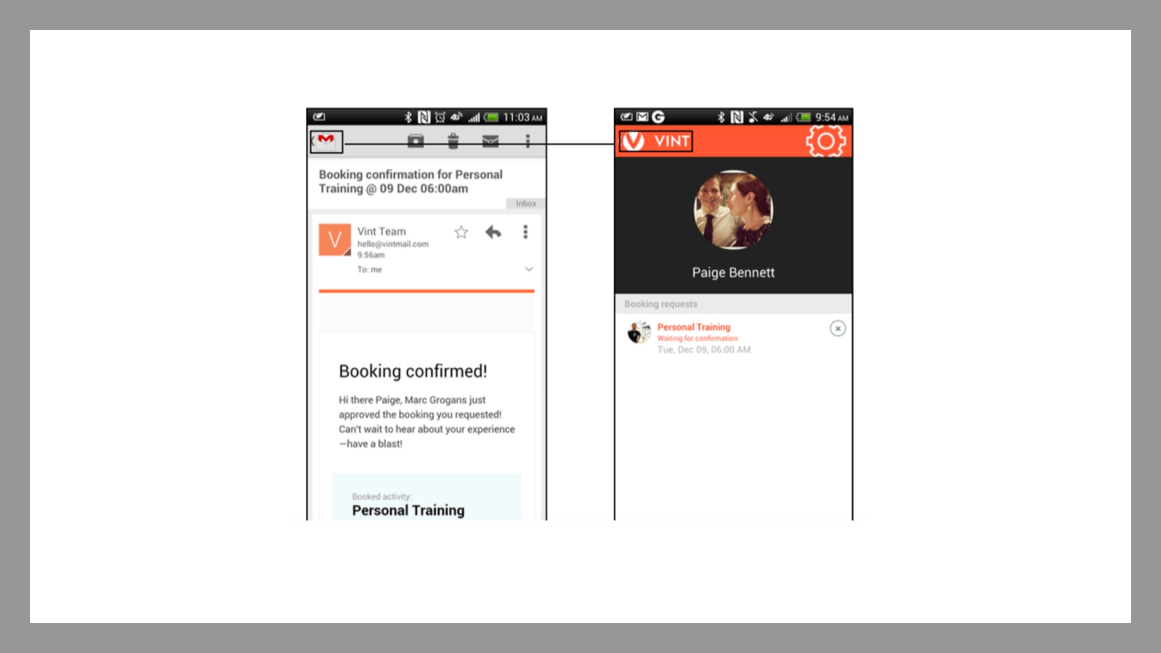 11:03 AM
Booking confirmation for Personal
Training @ 09 Dec 06:00am
Inbox
V
Vint Team
hello@vintmail.com
9:56am
To: me
Booking confirmed!
Hi there Paige, Marc Grogans just
approved the booking you requested!
Can't wait to hear about your experience
—have a blast!
Booked activity:
Personal Training
9:54 AM
VINT
Paige Bennett
Booking requests
Personal Training
Waiting for confirmation
Tue, Dec 09, 06:00 AM